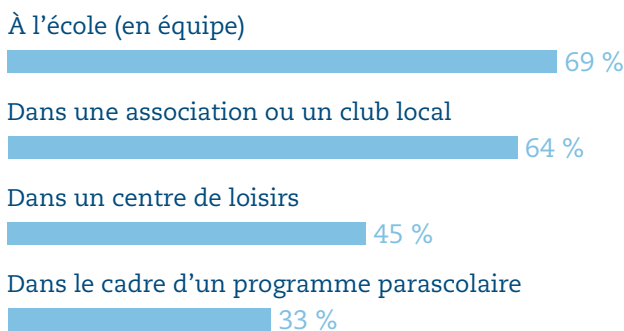 À l’école (en équipe)
69 %
Dans une association ou un club local
64 %
Dans un centre de loisirs
45 %
Dans le cadre d’un programme parascolaire
33 %